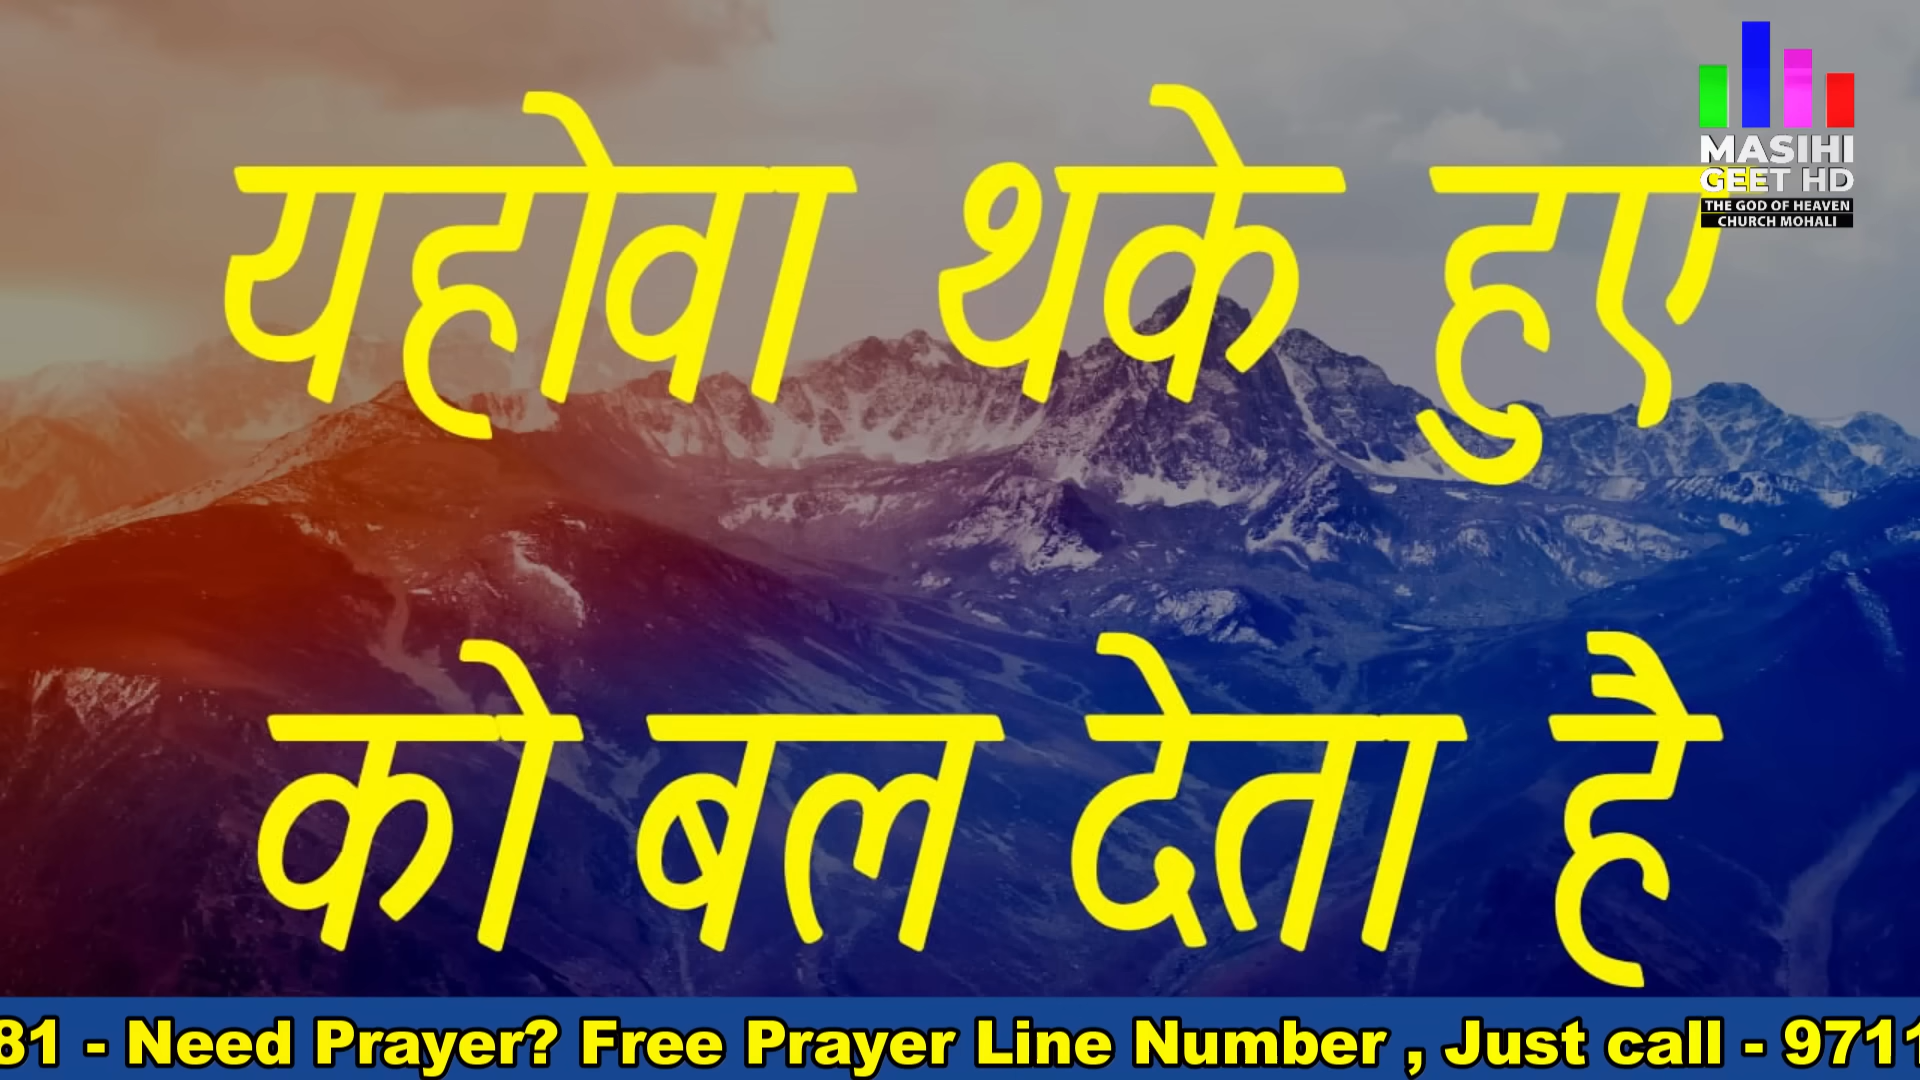 यहोवा थके हुए
को बल देता है
MASIHI
GEET HD
THE GOD OF HEAVEN
CHURCH MOHALI
81 - Need Prayer? Free Prayer Line Number , Just call - 9711